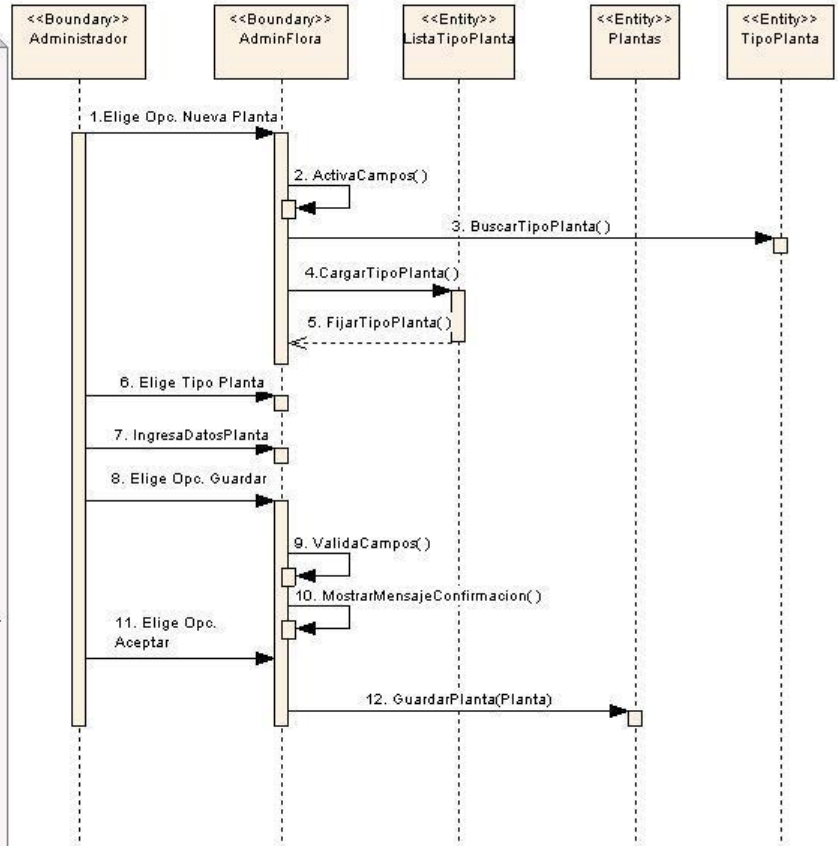 <<Boundary>>
Administrador
<<Boundary>>
AdminFlora
<<Entity>>
ListaTipoPlanta
<<Entity>>
Plantas
<<Entity>>
TipoPlanta
1.Elige Opc. Nueva Planta
2. ActivaCampos( )
3. BuscarTipoPlanta( )
4.CargarTipoPlanta( )
5. FijarTipoPlanta( )
6. Elige Tipo Planta
7. IngresaDatosPlanta
8. Elige Opc. Guardar
9. ValidaCampos( )
10. MostrarMensajeConfirmacion( )
11. Elige Opc.
Aceptar
12. GuardarPlanta(Planta)